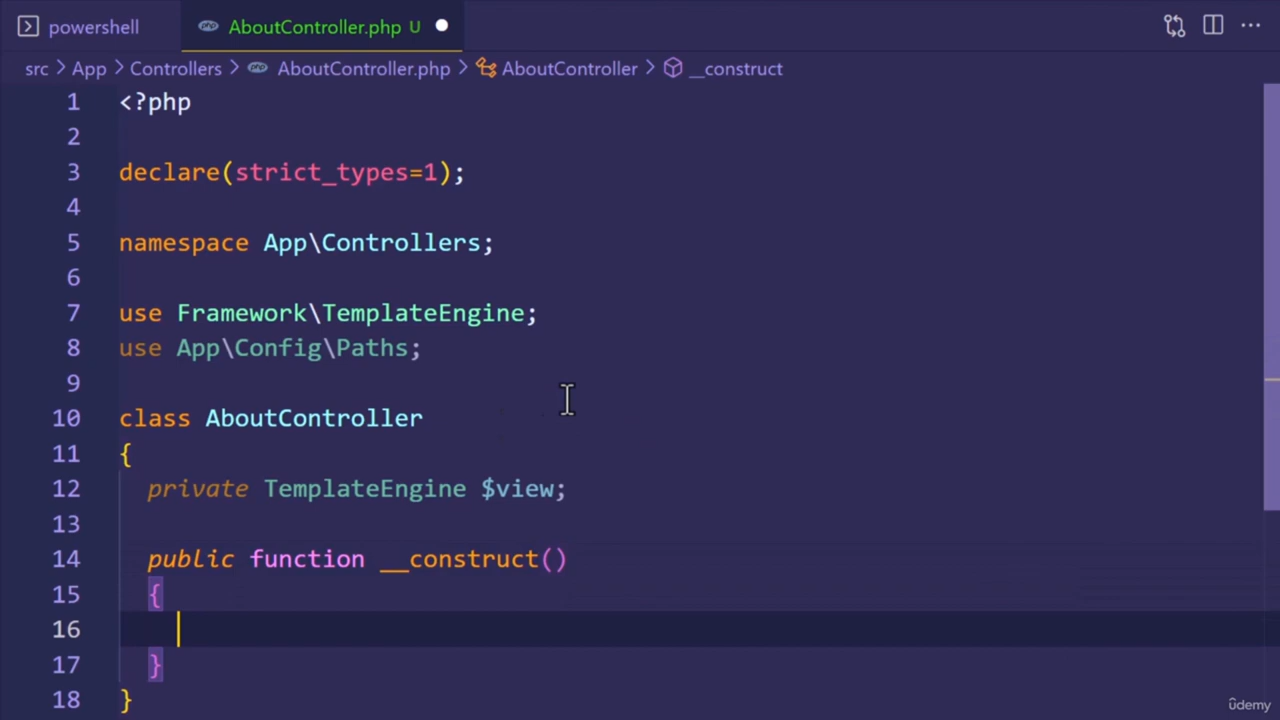 powershell
AboutController.php U
src > App > Controllers > AboutController.php > AboutController > __construct
1 <?php
2
3 declare(strict_types=1);
4
5 namespace App\Controllers;
6
7 use Framework\TemplateEngine;
8 use App\Config\Paths;
9
10 class AboutController
11 {
12 private TemplateEngine $view;
13
14 public function __construct()
15 {
16
17 }
18 }
ûdemy